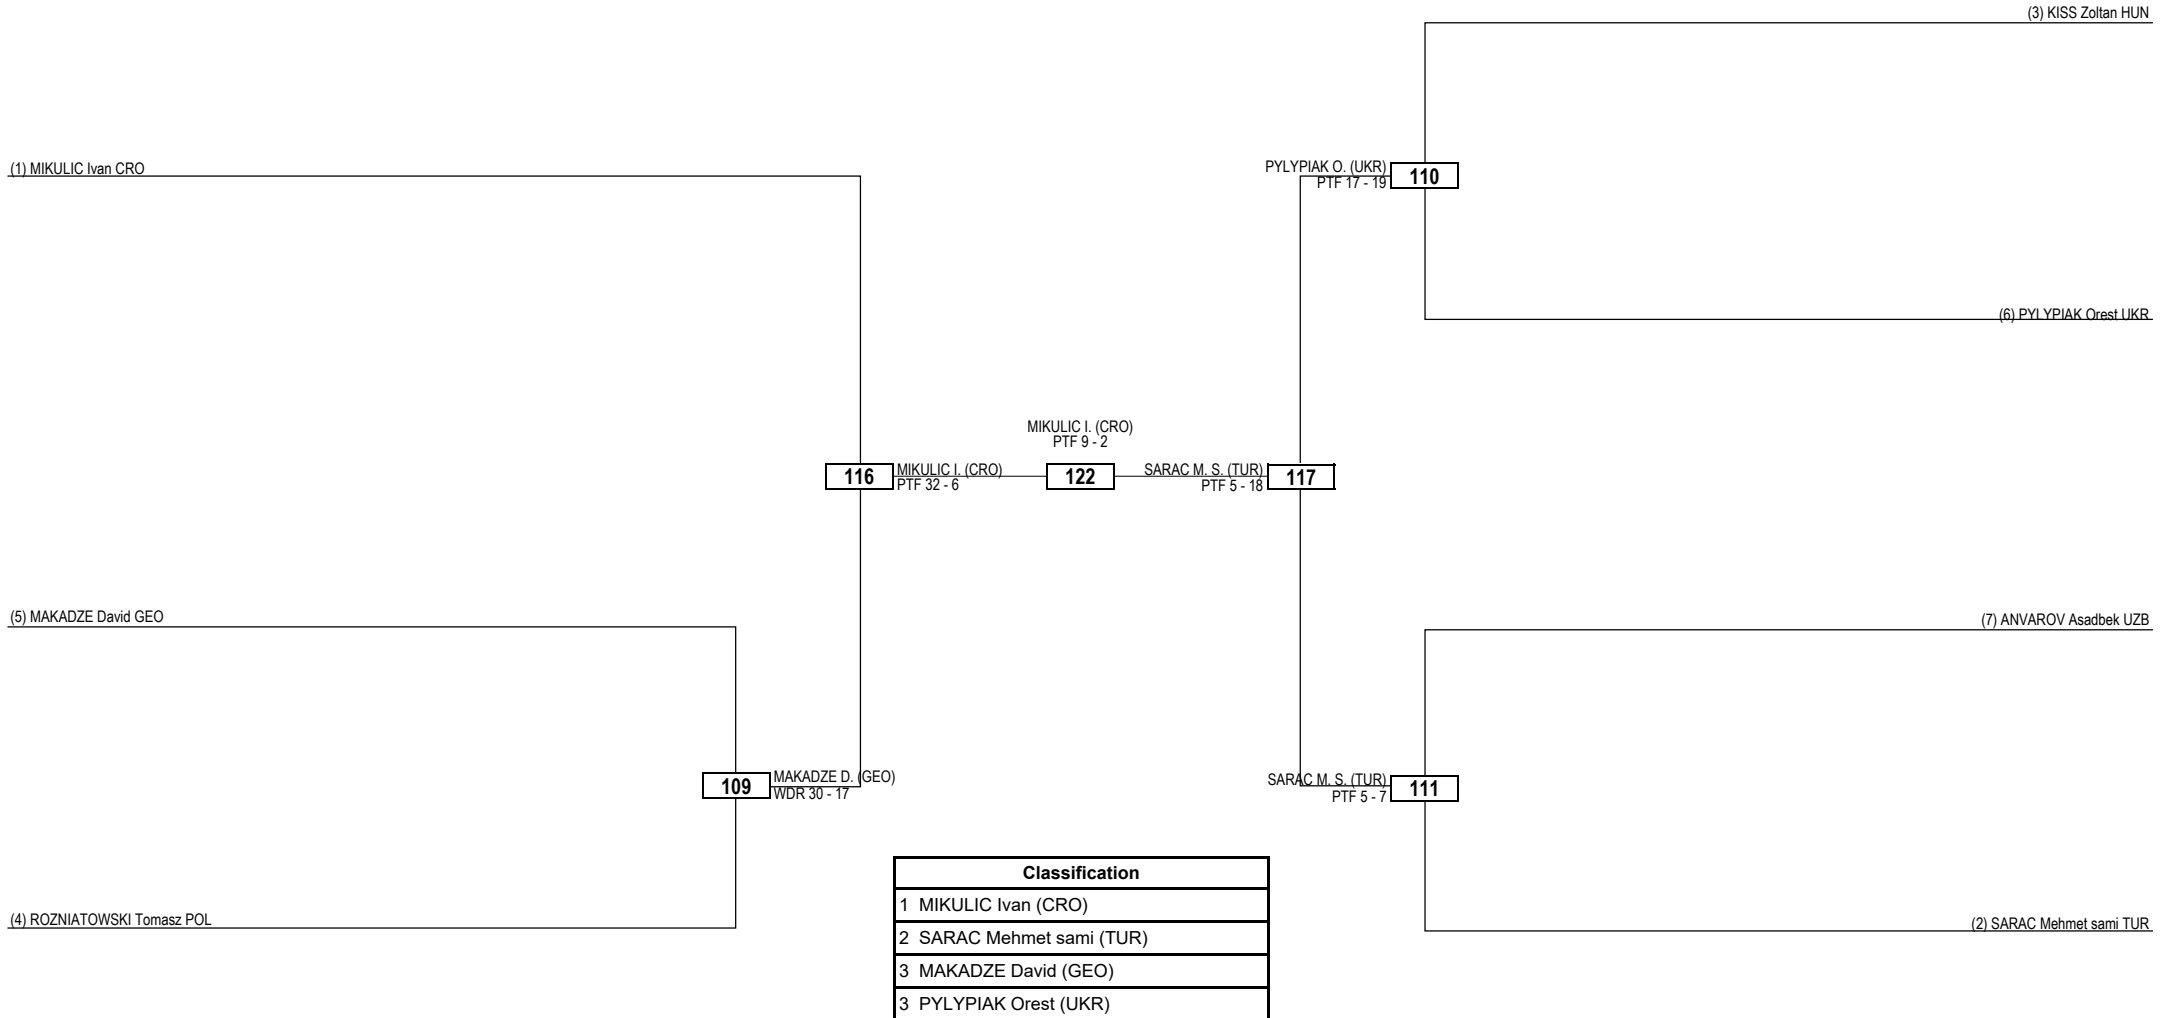 (3) KISS Zoltan HUN
(1) MIKULIC Ivan CRO
PYLYPIAK O. (UKR)
PTF 17 - 19
110
(6) PYLYPIAK Orest UKR
MIKULIC I. (CRO)
PTF 9 - 2
116
MIKULIC I. (CRO)
PTF 32 - 6
122
SARAC M. S. (TUR)
PTF 5 - 18
117
(5) MAKADZE David GEO
(7) ANVAROV Asadbek UZB
109
MAKADZE D. (GEO)
WDR 30 - 17
SARAC M. S. (TUR)
PTF 5 - 7
111
(4) ROZNIATOWSKI Tomasz POL
(2) SARAC Mehmet sami TUR
Classification
1 MIKULIC Ivan (CRO)
2 SARAC Mehmet sami (TUR)
3 MAKADZE David (GEO)
3 PYLYPIAK Orest (UKR)